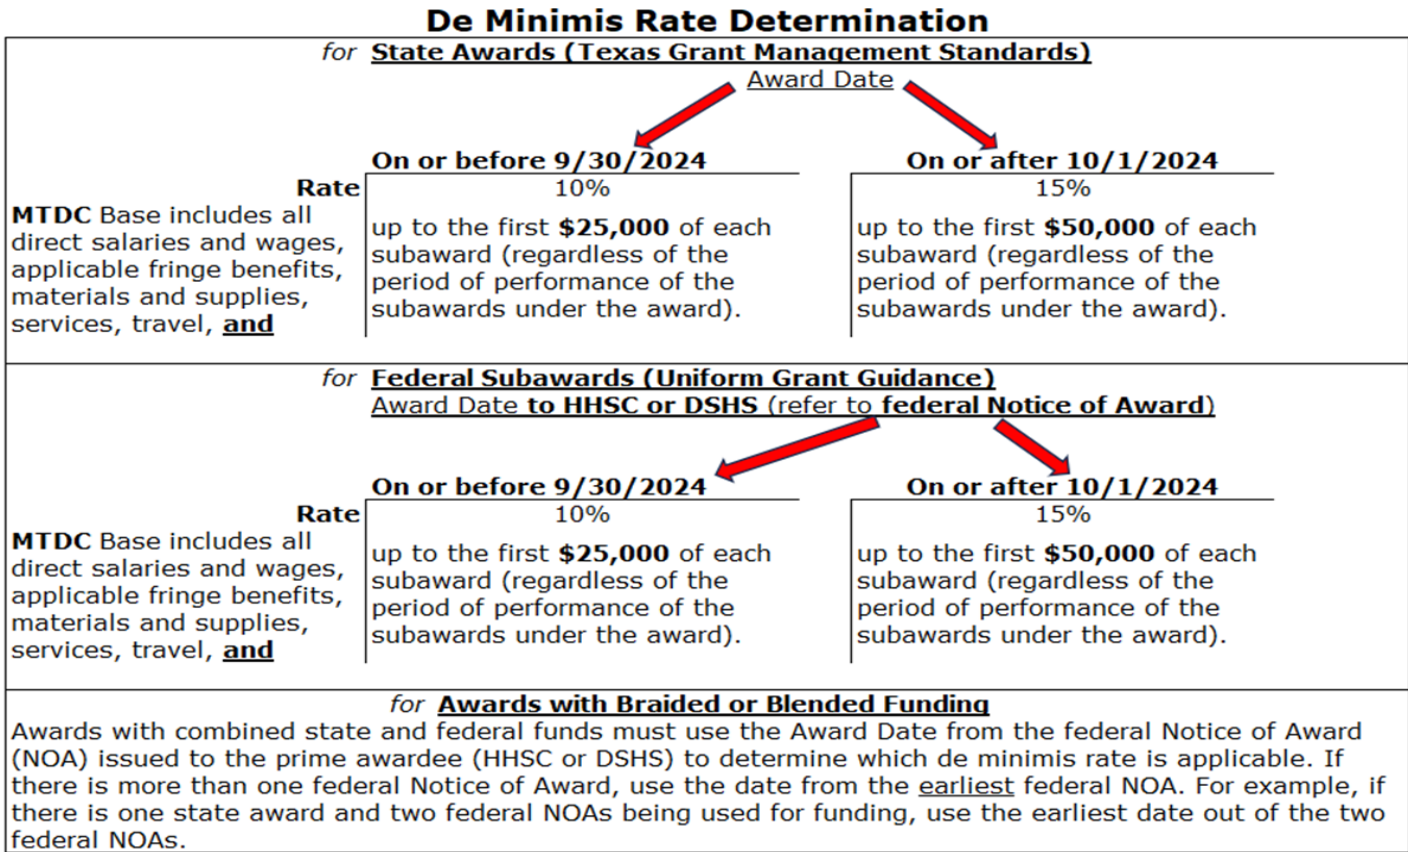 De Minimis Rate Determination
for State Awards (Texas Grant Management Standards)
Award Date
On or before 9/30/2024
On or after 10/1/2024
Rate
10%
15%
MTDC Base includes all
direct salaries and wages,
applicable fringe benefits,
materials and supplies,
services, travel, and
up to the first $25,000 of each
subaward (regardless of the
period of performance of the
subawards under the award).
up to the first $50,000 of each
subaward (regardless of the
period of performance of the
subawards under the award).
for Federal Subawards (Uniform Grant Guidance)
Award Date to HHSC or DSHS (refer to federal Notice of Award)
On or before 9/30/2024
On or after 10/1/2024
Rate
10%
15%
MTDC Base includes all
direct salaries and wages,
applicable fringe benefits,
materials and supplies,
services, travel, and
up to the first $25,000 of each
subaward (regardless of the
period of performance of the
subawards under the award).
up to the first $50,000 of each
subaward (regardless of the
period of performance of the
subawards under the award).
for Awards with Braided or Blended Funding
Awards with combined state and federal funds must use the Award Date from the federal Notice of Award
(NOA) issued to the prime awardee (HHSC or DSHS) to determine which de minimis rate is applicable. If
there is more than one federal Notice of Award, use the date from the earliest federal NOA. For example, if
there is one state award and two federal NOAs being used for funding, use the earliest date out of the two
federal NOAs.